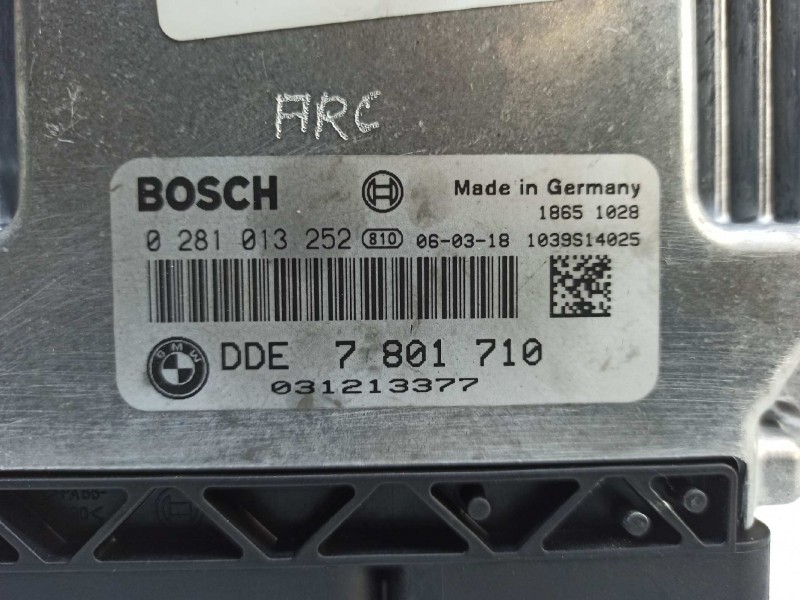 ARC
BOSCH Made in Germany
1865 1028
0 281 013 252 810 06-03-18 1039S14025
BMW DDE 7 801 710
031213377